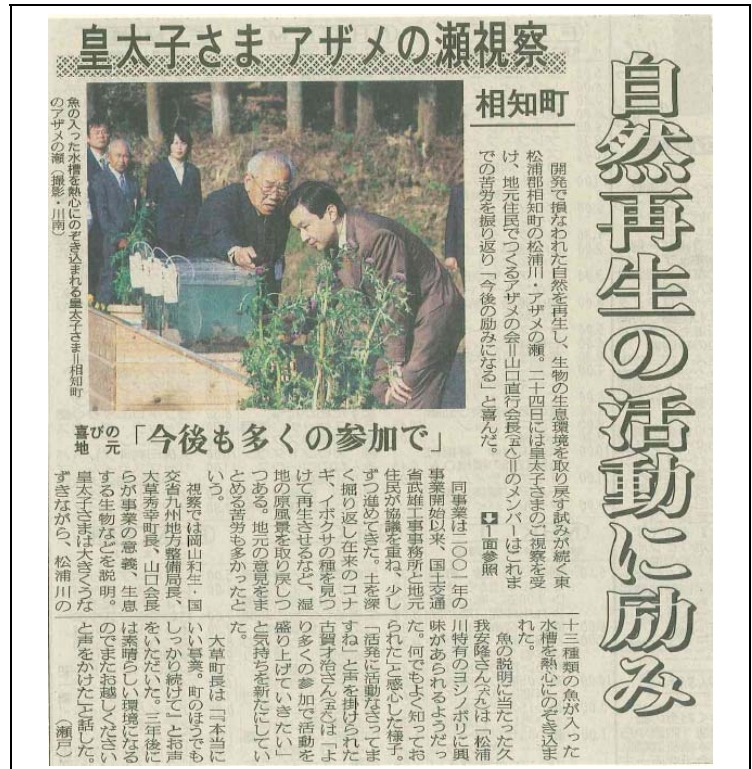 皇太子さま アザメの瀬視察
自然再生の活動に励み
相知町
開発で損なわれた自然を再生し、生物の生息環境を取り戻す試みが続く東
松浦郡相知町の松浦川・アザメの瀬。二十四日には皇太子さまのご視察を受
け、地元住民でつくるアザメの会＝山口直行会長＝のメンバーはこれま
での苦労を振り返り「今後の励みになる」と喜んだ。
1面参照
魚の入った水槽を熱心にのぞき込まれる皇太子さま＝相知町
のアザメの瀬（撮影・川南）
喜びの地元「今後も多くの参加で」
同事業は二〇〇一年の
事業開始以来、国土交通
省武雄工事事務所と地元
住民が協議を重ね、少し
ずつ進めてきた。土を深
く掘り返し在来のコナ
ギ、イボクサの種を見つ
けて再生させるなど、湿
地の原風景を取り戻しつ
つある。地元の意見をま
とめる苦労も多かったと
いう。
視察では岡山和生・国
交省九州地方整備局長、
大草秀幸町長、山口会長
らが事業の意義、生息
する生物などを説明。
皇太子さまは大きくうな
ずきながら、松浦川の
十三種類の魚が入った
水槽を熱心にのぞき込ま
れた。
魚の説明に当たった久
我安隆さんは「松浦
川特有のヨシノボリに興
味があられるようだっ
た。何でもよく知ってお
られた」と感心した様子。
「活発に活動なさってま
すね」と声を掛けられた
古賀才治さんは「よ
り多くの参加で活動を
盛り上げていきたい」
と気持ちを新たにしてい
た。
大草町長は「『本当に
いい事業。町のほうでも
しっかり続けて』とお声
をいただいた。三年後に
は素晴らしい環境になる
のでまたお越しください
と声をかけた」と話した。
（瀬戸）